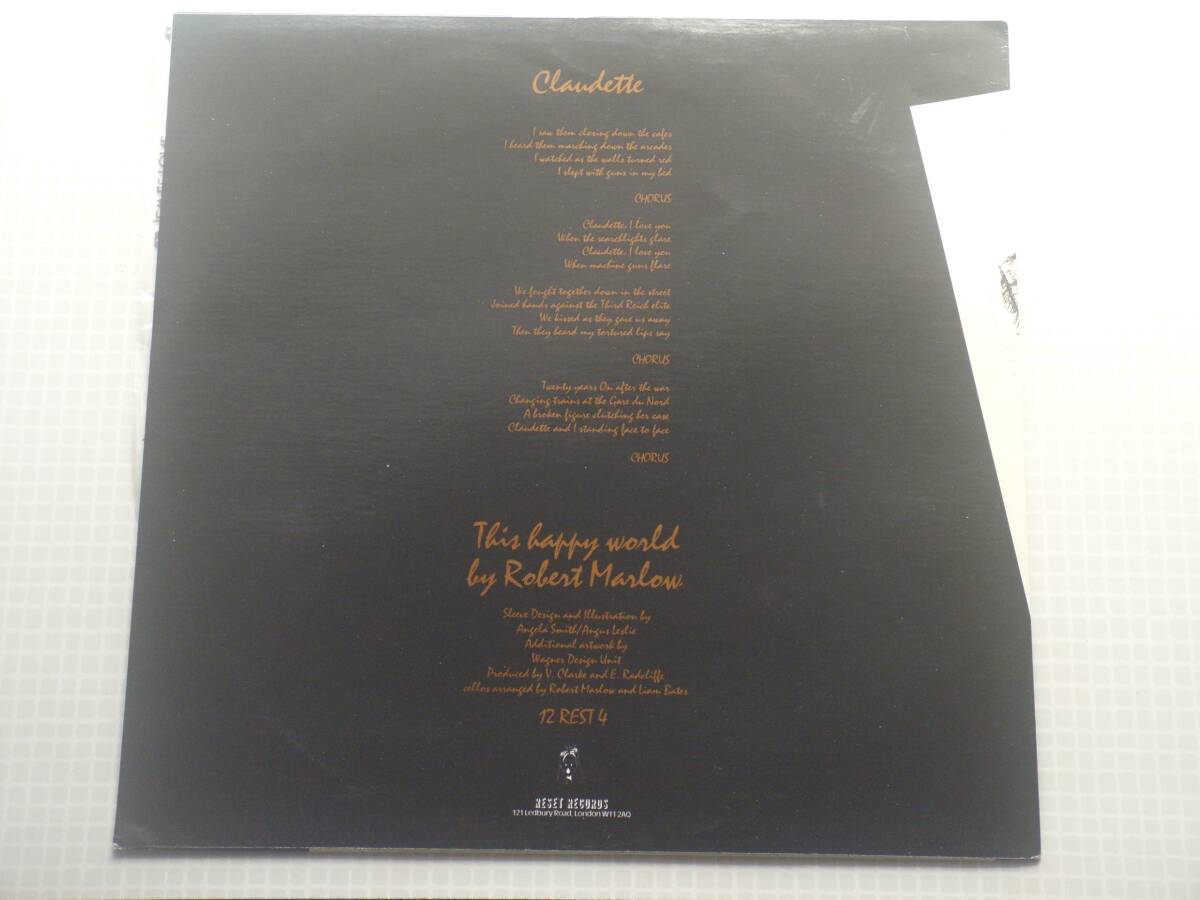 Claudette
I saw them closing down the cafes
I heard them marching down the arcades
I watched as the walls turned red
I slept with guns in my bed
CHORUS
Claudette, I love you
When the searchlights glare
Claudette, I love you
When machine guns flare
We fought together down in the street
Joined hands against the Third Reich elite
We kissed as they gave us away
Then they heard my tortured lips say
CHORUS
Twenty years On after the war
Changing trains at the Gare du Nord
A broken figure clutching her case
Claudette and I standing face to face
CHORUS
This happy world
by Robert Marlow
Sleeve Design and Illustration by
Angela Smith/Angus Leslie
Additional artwork by
Wagner Design Unit
Produced by V. Clarke and E. Radcliffe
cellos arranged by Robert Marlow and Liam Bates
12 REST 4
RESET RECORDS
121 Ledbury Road, London W11 2AQ